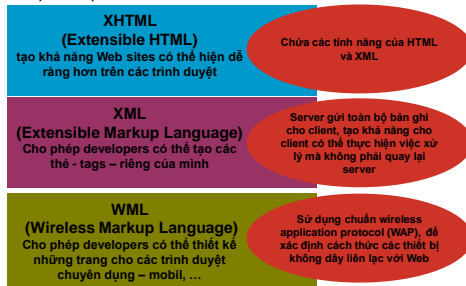 XHTML
(Extensible HTML)
tạo khả năng Web sites có thể hiện dễ
ràng hơn trên các trình duyệt
Chứa các tính năng của HTML
và XML
XML
(Extensible Markup Language)
Cho phép developers có thể tạo các
thẻ - tags – riêng của mình
Server gửi toàn bộ bản ghi
cho client, tạo khả năng cho
client có thể thực hiện việc xử
lý mà không phải quay lại
server
WML
(Wireless Markup Language)
Cho phép developers có thể thiết kế
những trang cho các trình duyệt
chuyên dụng – mobil, ...
Sử dụng chuẩn wireless
application protocol (WAP), để
xác định cách thức các thiết bị
không dây liên lạc với Web